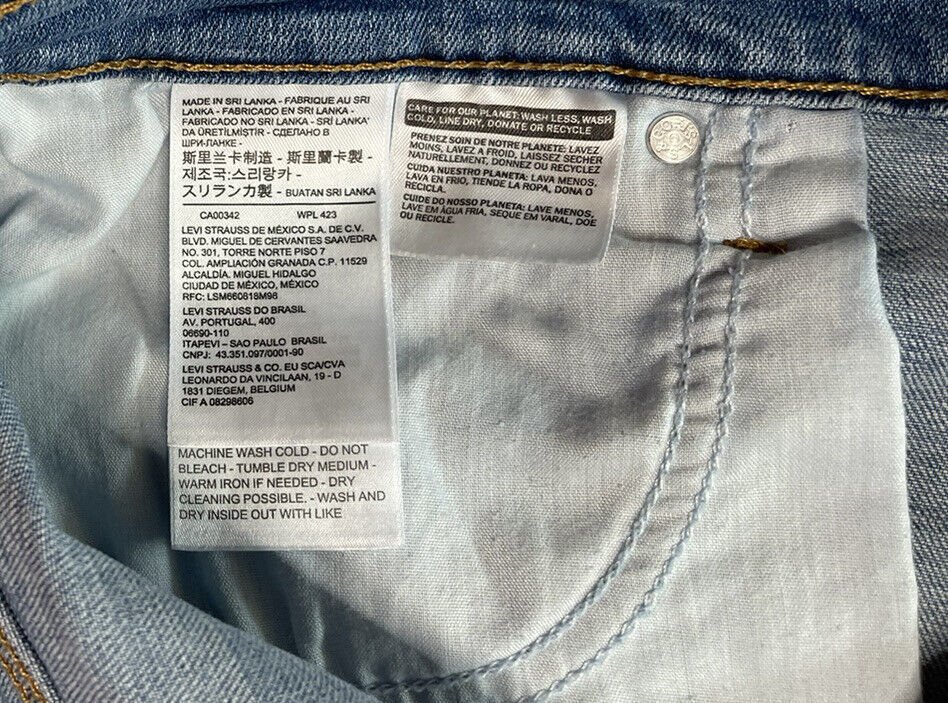 MADE IN SRI LANKA - FABRIQUE AU SRI
LANKA - FABRICADO EN SRI LANKA -
FABRICADO NO SRI LANKA - SRİ LANKA'
DA ÜRETİLMİŞTİR - СДЕЛАНО В
ШРИ-ЛАНКЕ -
斯里兰卡制造 - 斯里蘭卡製 -
제조국:스리랑카 -
スリランカ製 - BUATAN SRI LANKA
CA00342 WPL 423
LEVI STRAUSS DE MÉXICO S.A. DE C.V.
BLVD. MIGUEL DE CERVANTES SAAVEDRA
NO. 301, TORRE NORTE PISO 7
COL. AMPLIACIÓN GRANADA C.P. 11529
ALCALDÍA. MIGUEL HIDALGO
CIUDAD DE MÉXICO, MÉXICO
RFC: LSM660818M98
LEVI STRAUSS DO BRASIL
AV. PORTUGAL, 400
06690-110
ITAPEVI – SAO PAULO BRASIL
CNPJ: 43.351.097/0001-90
LEVI STRAUSS & CO. EU SCA/CVA
LEONARDO DA VINCILAAN, 19 - D
1831 DIEGEM, BELGIUM
CIF A 08298606
MACHINE WASH COLD - DO NOT
BLEACH - TUMBLE DRY MEDIUM -
WARM IRON IF NEEDED - DRY
CLEANING POSSIBLE. - WASH AND
DRY INSIDE OUT WITH LIKE
CARE FOR OUR PLANET: WASH LESS, WASH
COLD, LINE DRY, DONATE OR RECYCLE
PRENEZ SOIN DE NOTRE PLANETE: LAVEZ
MOINS, LAVEZ A FROID, LAISSEZ SECHER
NATURELLEMENT, DONNEZ OU RECYCLEZ
CUIDA NUESTRO PLANETA: LAVA MENOS,
LAVA EN FRIO, TIENDE LA ROPA, DONA O
RECICLA.
CUIDE DO NOSSO PLANETA: LAVE MENOS,
LAVE EM ÁGUA FRIA, SEQUE EM VARAL, DOE
OU RECICLE.